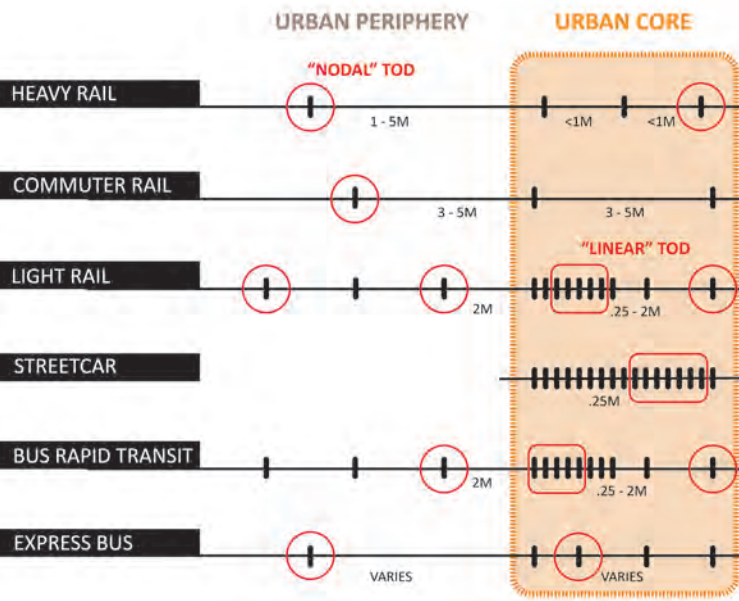 URBAN PERIPHERY URBAN CORE
"NODAL" TOD
HEAVY RAIL
1 - 5M <1M <1M
COMMUTER RAIL
3 - 5M 3 - 5M
"LINEAR" TOD
LIGHT RAIL
2M .25 - 2M
STREETCAR
.25M
BUS RAPID TRANSIT
2M .25 - 2M
EXPRESS BUS
VARIES VARIES